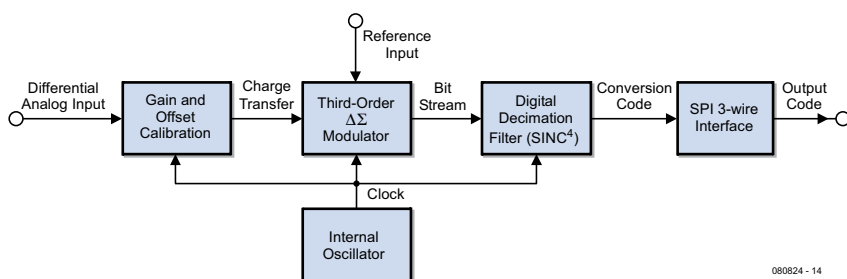 Reference
Input
Differential
Analog Input
Gain and
Offset
Calibration
Charge
Transfer
Third-Order
ΔΣ
Modulator
Bit
Stream
Digital
Decimation
Filter (SINC⁴)
Conversion
Code
SPI 3-wire
Interface
Output
Code
Clock
Internal
Oscillator
080824 - 14